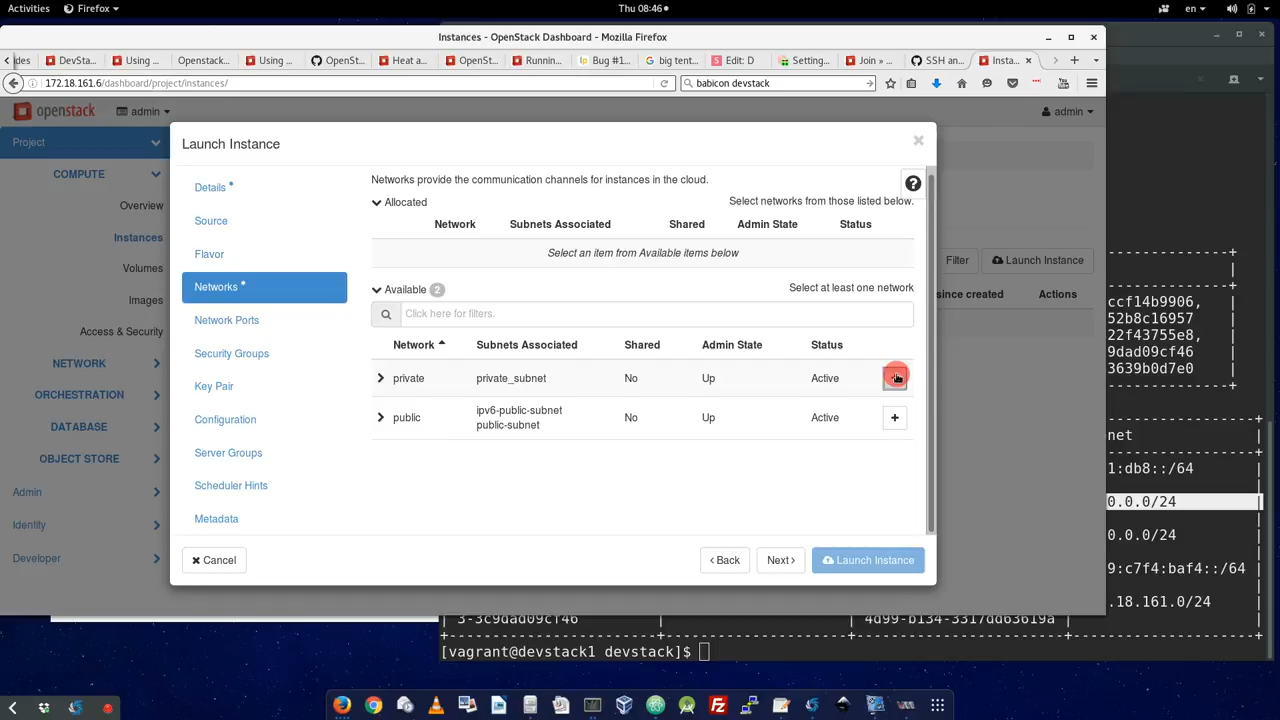 Activities
Firefox
Thu 08:46
en
Instances - OpenStack Dashboard - Mozilla Firefox
des
DevSta...
Using ...
Openstack...
Using ...
OpenSt...
Heat a...
OpenSt...
Runnin...
Bug #1...
big tent...
Edit: D
Setting...
Join » ...
SSH an...
Insta...
172.18.161.6/dashboard/project/instances/
babicon devstack
openstack
admin
admin
Project
COMPUTE
Overview
Instances
Volumes
Images
Access & Security
NETWORK
ORCHESTRATION
DATABASE
OBJECT STORE
Admin
Identity
Developer
Filter
Launch Instance
since created
Actions
Launch Instance
Details *
Source
Flavor
Networks *
Network Ports
Security Groups
Key Pair
Configuration
Server Groups
Scheduler Hints
Metadata
Networks provide the communication channels for instances in the cloud.
Allocated
Select networks from those listed below.
Network Subnets Associated Shared Admin State Status
Select an item from Available items below
Available 2
Select at least one network
Click here for filters.
Network Subnets Associated Shared Admin State Status
private private_subnet No Up Active
public ipv6-public-subnet No Up Active
public-subnet
Cancel
Back
Next
Launch Instance
ccf14b9906,
52b8c16957
22f43755e8,
9dad09cf46
3639b0d7e0
net
1:db8::/64
0.0.0/24
0.0.0/24
9:c7f4:baf4::/64
.18.161.0/24
3-3c9dad09cf46 | 4d99-b134-3317dd63619a
[vagrant@devstack1 devstack]$